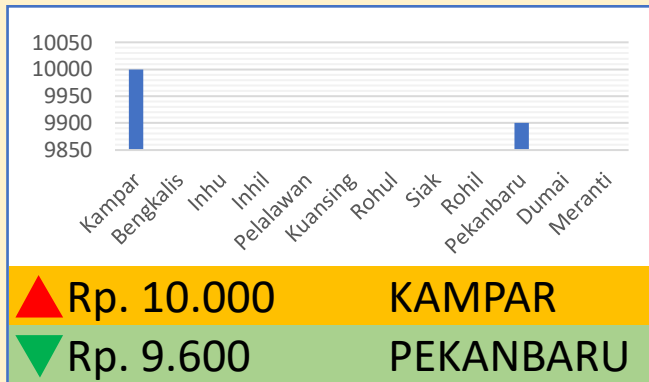 10050
10000
9950
9900
9850
Kampar
Bengkalis
Inhu
Inhil
Pelalawan
Kuansing
Rohul
Siak
Rohil
Pekanbaru
Dumai
Meranti
Rp. 10.000 KAMPAR
Rp. 9.600 PEKANBARU